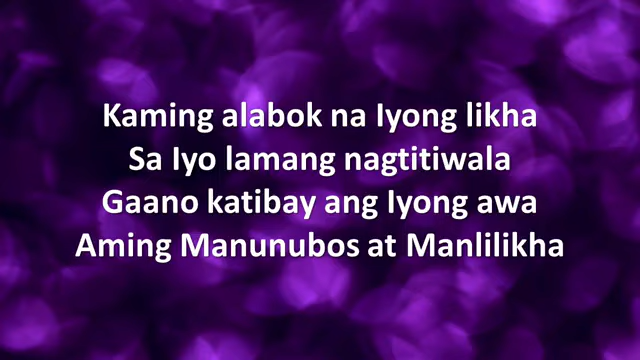 Kaming alabok na Iyong likha
Sa Iyo lamang nagtitiwala
Gaano katibay ang Iyong awa
Aming Manunubos at Manlilikha